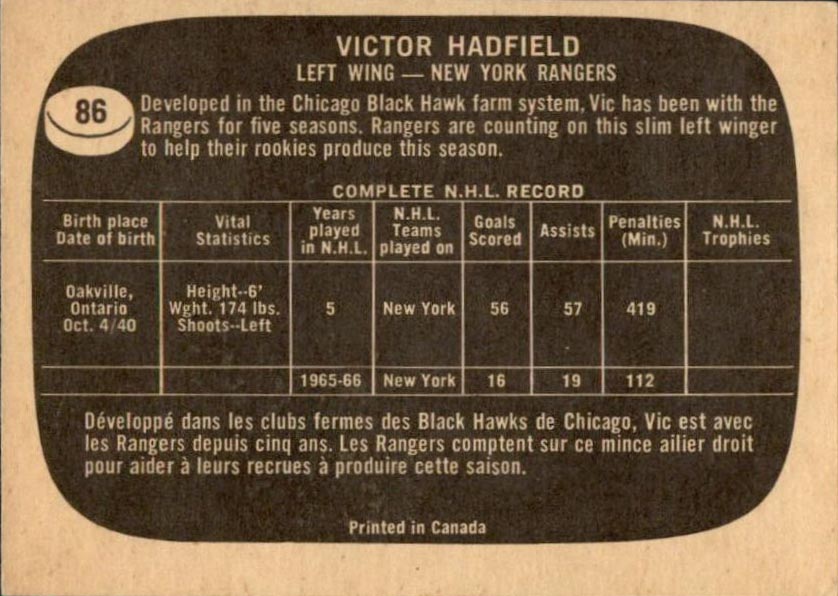 VICTOR HADFIELD
LEFT WING — NEW YORK RANGERS
86
Developed in the Chicago Black Hawk farm system, Vic has been with the
Rangers for five seasons. Rangers are counting on this slim left winger
to help their rookies produce this season.
COMPLETE N.H.L. RECORD
Birth place
Date of birth
Vital
Statistics
Years
played
in N.H.L.
N.H.L.
Teams
played on
Goals
Scored
Assists
Penalties
(Min.)
N.H.L.
Trophies
Oakville,
Ontario
Oct. 4/40
Height--6'
Wght. 174 lbs.
Shoots--Left
5
New York
56
57
419
1965-66
New York
16
19
112
Développé dans les clubs fermes des Black Hawks de Chicago, Vic est avec
les Rangers depuis cinq ans. Les Rangers comptent sur ce mince ailier droit
pour aider à leurs recrues à produire cette saison.
Printed in Canada